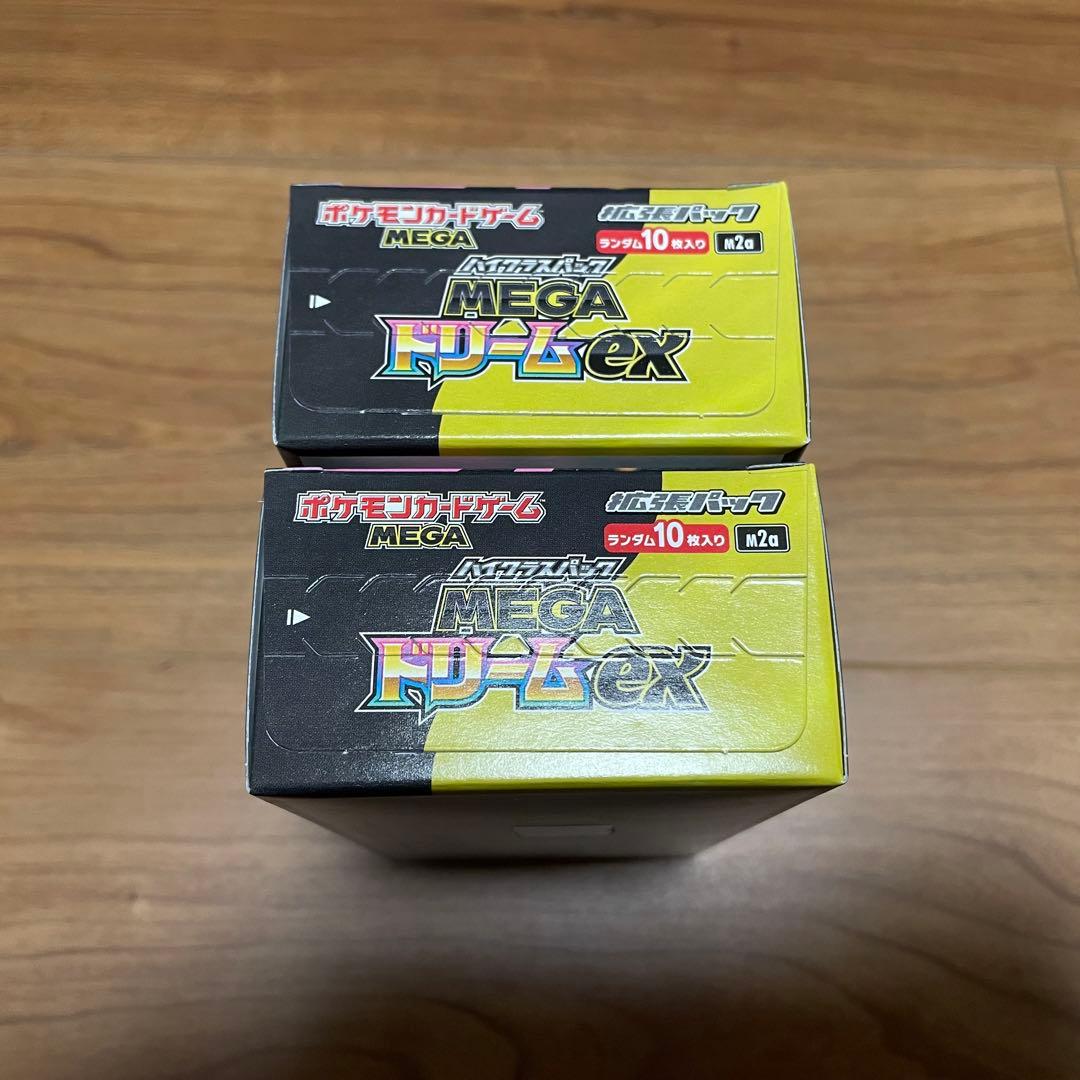 ポケモンカードゲーム
MEGA
拡張パック
ランダム10枚入り M2a
ハイクラスパック
MEGA
ドリームex
ポケモンカードゲーム
MEGA
拡張パック
ランダム10枚入り M2a
ハイクラスパック
MEGA
ドリームex